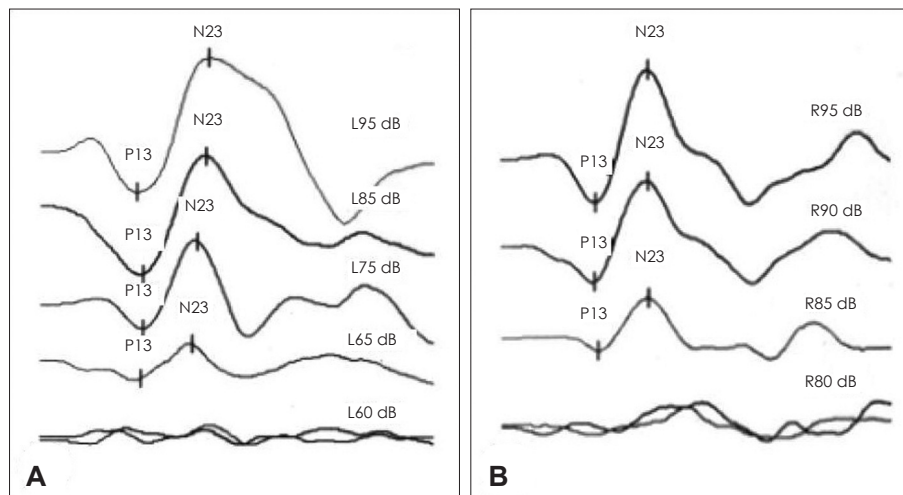 N23
L95 dB
P13
N23
L85 dB
P13
N23
L75 dB
P13
N23
L65 dB
P13
L60 dB
A
N23
R95 dB
P13
N23
R90 dB
P13
N23
R85 dB
P13
R80 dB
B